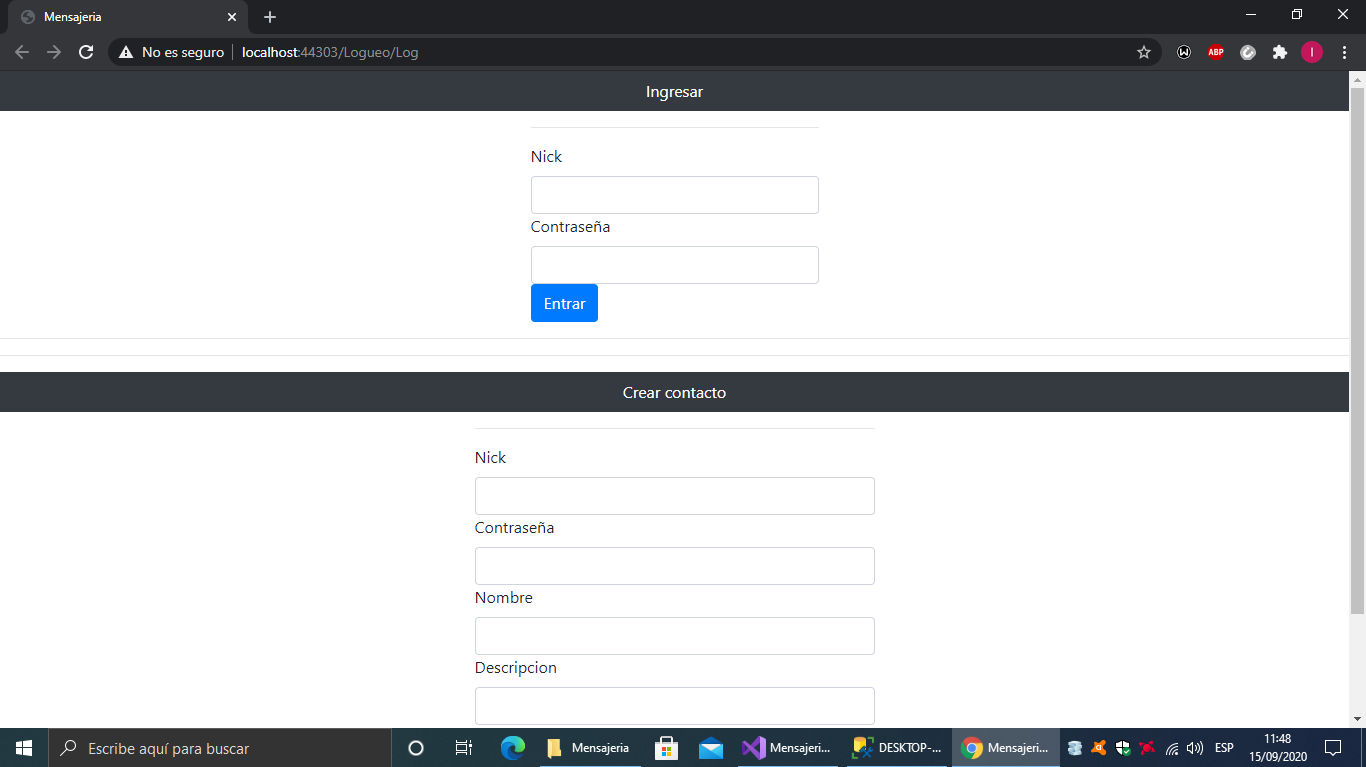 Mensajeria
No es seguro localhost:44303/Logueo/Log
ABP
I
Ingresar
Nick
Contraseña
Entrar
Crear contacto
Nick
Contraseña
Nombre
Descripcion
Escribe aquí para buscar
Mensajeria
Mensajeri...
DESKTOP-...
Mensajeri...
ESP
11:48
15/09/2020